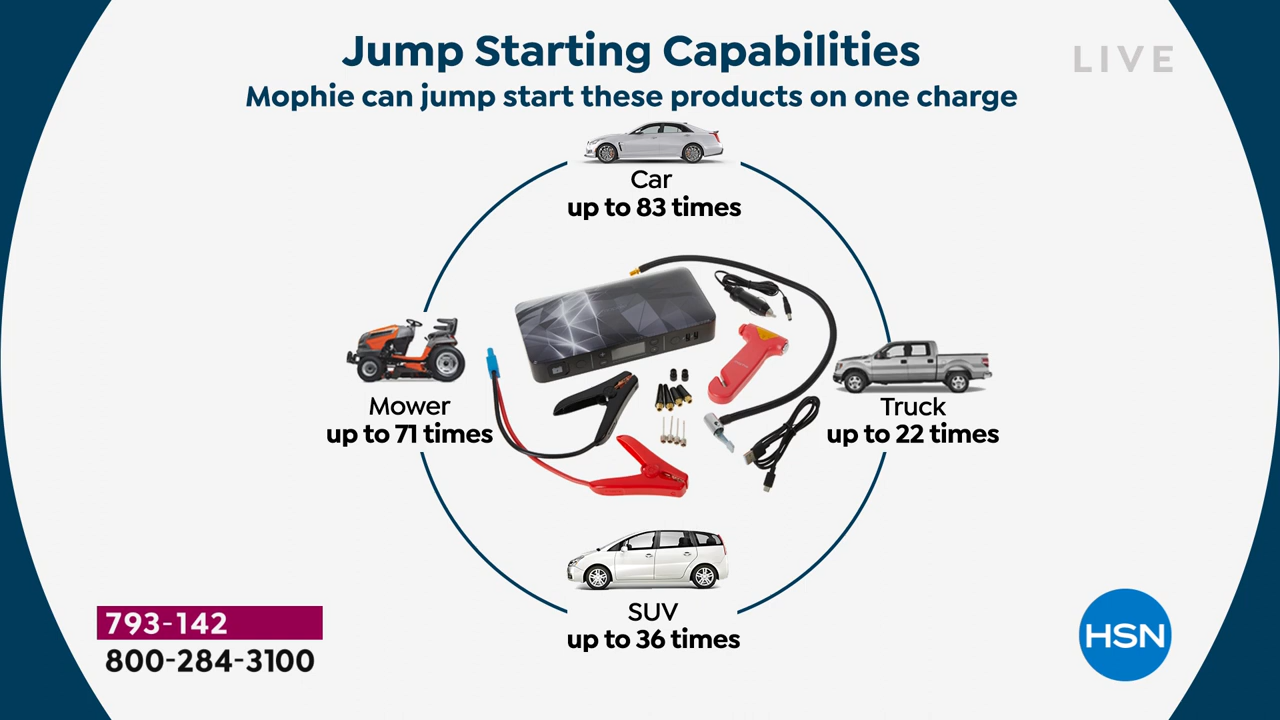 Jump Starting Capabilities
LIVE
Mophie can jump start these products on one charge
Car
up to 83 times
Mower
up to 71 times
Truck
up to 22 times
SUV
up to 36 times
793-142
800-284-3100
HSN